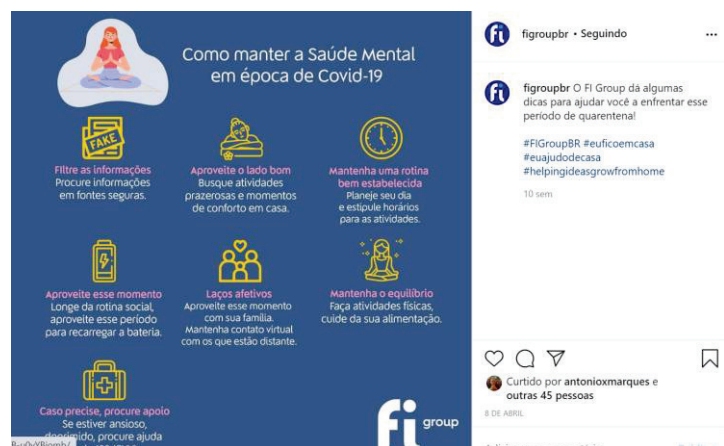 Como manter a Saúde Mental
em época de Covid-19
FAKE
Filtre as informações
Procure informações
em fontes seguras.
Aproveite o lado bom
Busque atividades
prazerosas e momentos
de conforto em casa.
Mantenha uma rotina
bem estabelecida
Planeje seu dia
e estipule horários
para as atividades.
Aproveite esse momento
Longe da rotina social,
aproveite esse período
para recarregar a bateria.
Laços afetivos
Aproveite esse momento
com sua família.
Mantenha contato virtual
com os que estão distante.
Mantenha o equilíbrio
Faça atividades físicas,
cuide da sua alimentação.
Caso precise, procure apoio
Se estiver ansioso,
deprimido, procure ajuda
fi group
fi
figroupbr • Seguindo
fi
figroupbr O FI Group dá algumas
dicas para ajudar você a enfrentar esse
período de quarentena!
#FIGroupBR #euficoemcasa
#euajudodecasa
#helpingideasgrowfromhome
10 sem
Curtido por antonioxmarques e
outras 45 pessoas
8 DE ABRIL